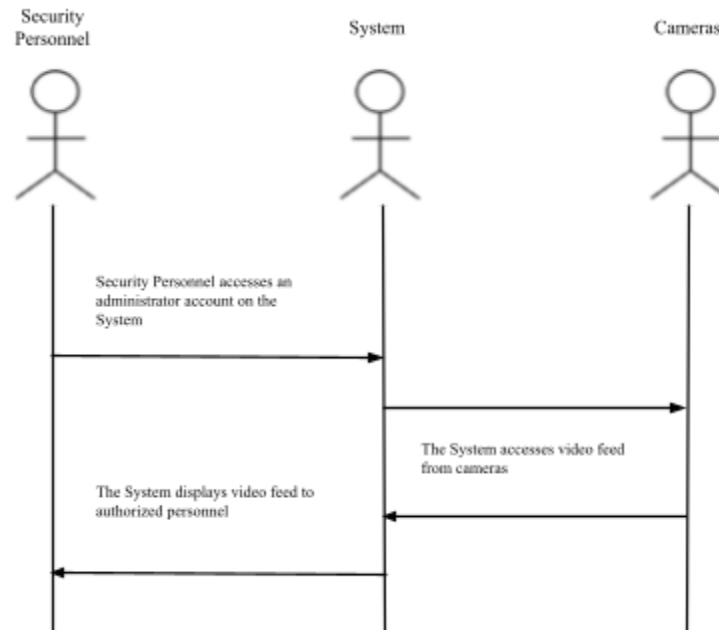 Security
Personnel
System
Cameras
Security Personnel accesses an
administrator account on the
System
The System accesses video feed
from cameras
The System displays video feed to
authorized personnel